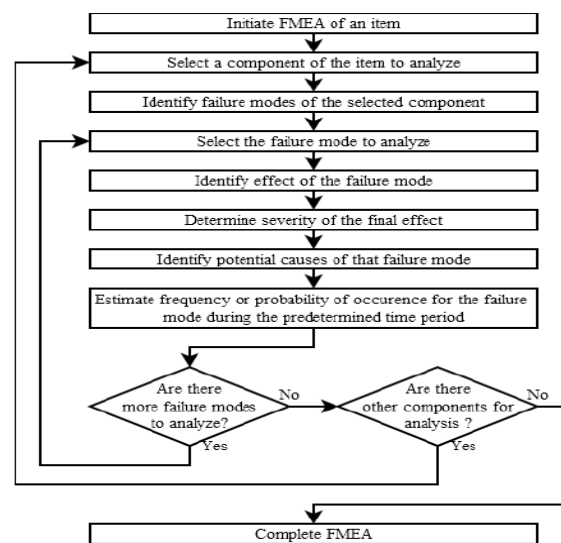 Initiate FMEA of an item
Select a component of the item to analyze
Identify failure modes of the selected component
Select the failure mode to analyze
Identify effect of the failure mode
Determine severity of the final effect
Identify potential causes of that failure mode
Estimate frequency or probability of occurence for the failure
mode during the predetermined time period
Are there
more failure modes
to analyze?
No
Yes
Are there
other components for
analysis ?
No
Yes
Complete FMEA